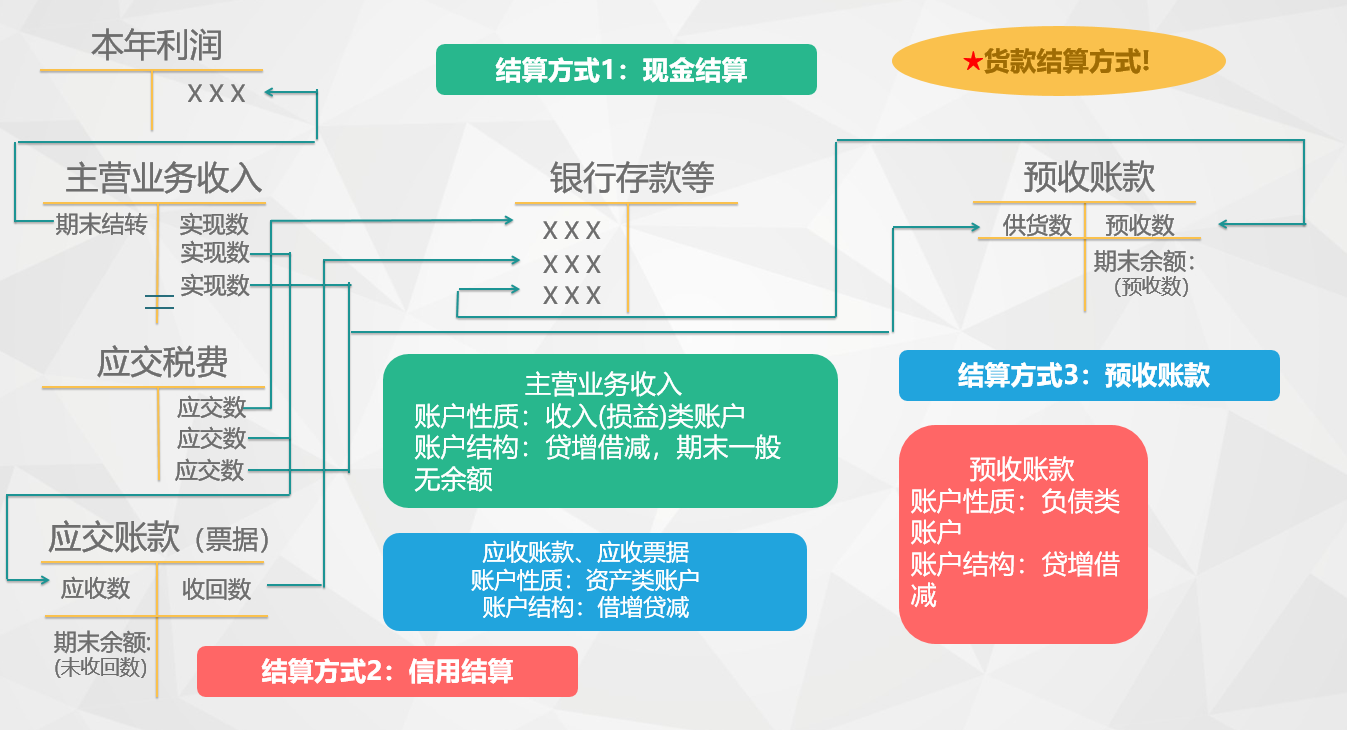 本年利润
X X X
结算方式1：现金结算
★货款结算方式!
主营业务收入
期末结转
实现数
实现数
实现数
银行存款等
X X X
X X X
X X X
预收账款
供货数
预收数
期末余额：
(预收数)
应交税费
应交数
应交数
应交数
主营业务收入
账户性质：收入(损益)类账户
账户结构：贷增借减，期末一般
无余额
结算方式3：预收账款
预收账款
账户性质：负债类
账户
账户结构：贷增借
减
应交账款（票据）
应收数
收回数
期末余额:
(未收回数)
应收账款、应收票据
账户性质：资产类账户
账户结构：借增贷减
结算方式2：信用结算